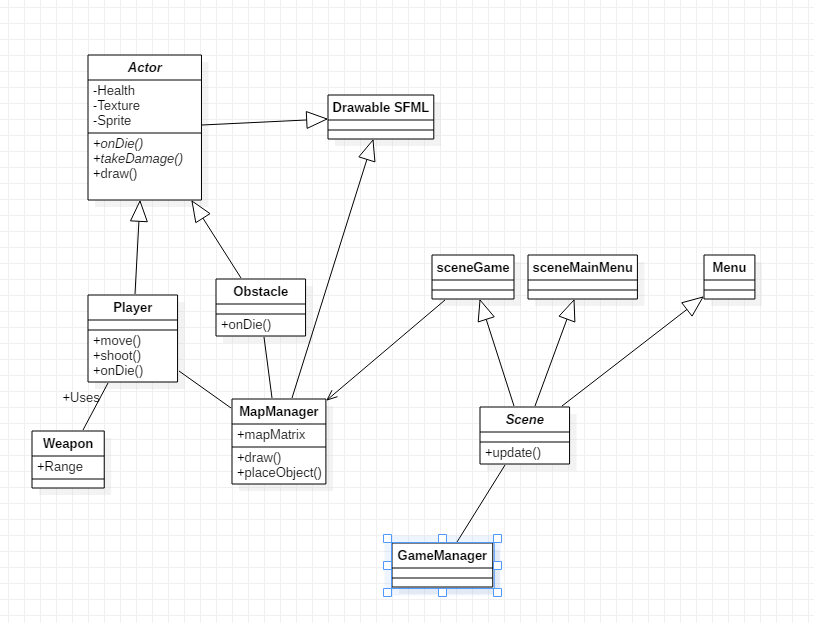 Actor
-Health
-Texture
-Sprite
+onDie()
+takeDamage()
+draw()
Drawable SFML
sceneGame
sceneMainMenu
Menu
Obstacle
+onDie()
Player
+move()
+shoot()
+onDie()
+Uses
MapManager
+mapMatrix
+draw()
+placeObject()
Scene
+update()
Weapon
+Range
GameManager